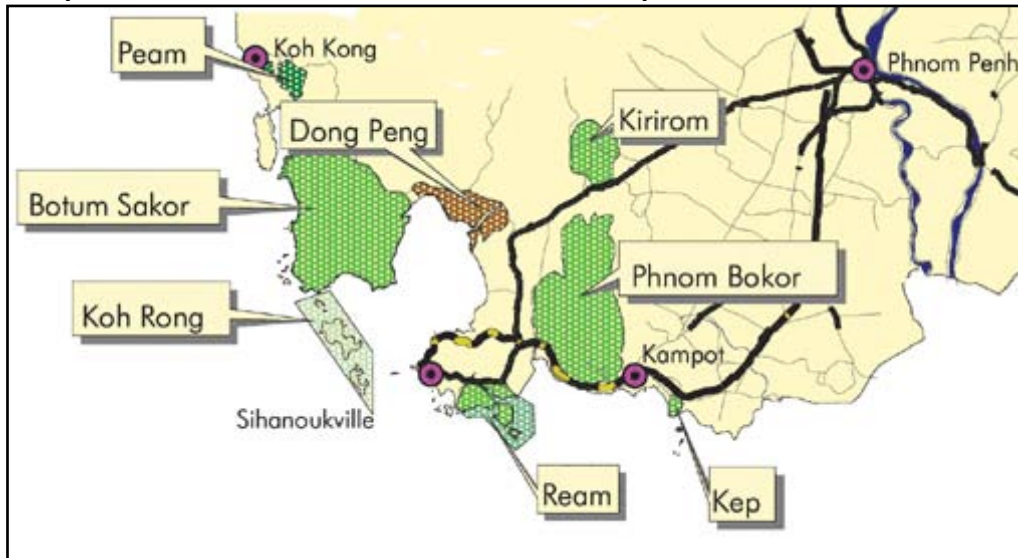 Koh Kong
Peam
Phnom Penh
Dong Peng
Kirirom
Botum Sakor
Phnom Bokor
Koh Rong
Kampot
Sihanoukville
Ream
Kep